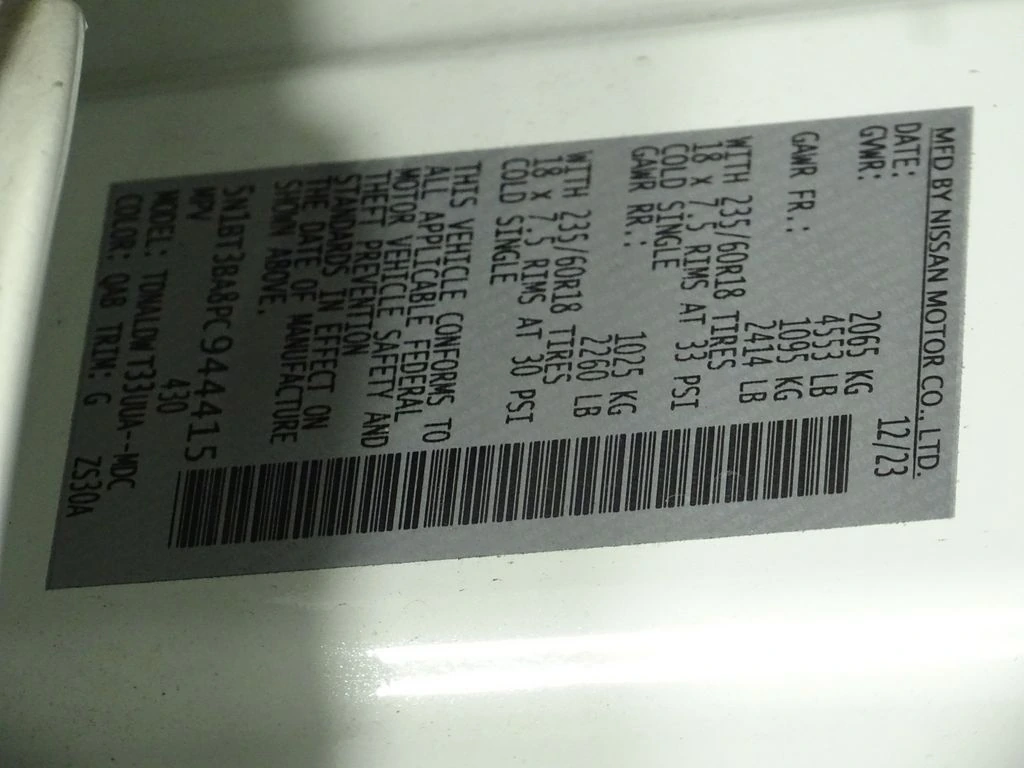 MFD BY NISSAN MOTOR CO.,LTD.
DATE: 12/23
GVWR: 2065 KG
4553 LB
GAWR FR.: 1095 KG
2414 LB
WITH 235/60R18 TIRES
18 x 7.5 RIMS AT 33 PSI
COLD SINGLE
GAWR RR.: 1025 KG
2260 LB
WITH 235/60R18 TIRES
18 x 7.5 RIMS AT 30 PSI
COLD SINGLE
THIS VEHICLE CONFORMS TO
ALL APPLICABLE FEDERAL
MOTOR VEHICLE SAFETY AND
THEFT PREVENTION
STANDARDS IN EFFECT ON
THE DATE OF MANUFACTURE
SHOWN ABOVE.
5N1BT3BA8PC944415
MPV 430
MODEL: TDNALDWT33UUA--MDC
COLOR: QAB TRIM: G ZS30A